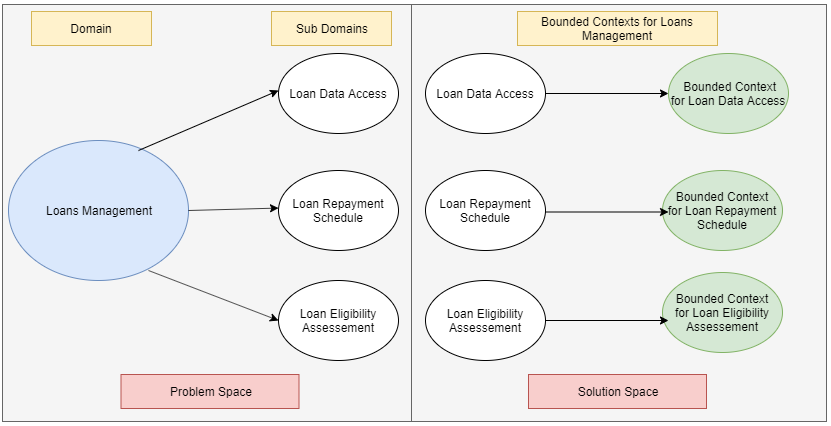 Domain
Sub Domains
Bounded Contexts for Loans
Management
Loan Data Access
Loan Data Access
Bounded Context
for Loan Data Access
Loans Management
Loan Repayment
Schedule
Loan Repayment
Schedule
Bounded Context
for Loan Repayment
Schedule
Loan Eligibility
Assessement
Loan Eligibility
Assessement
Bounded Context
for Loan Eligibility
Assessement
Problem Space
Solution Space